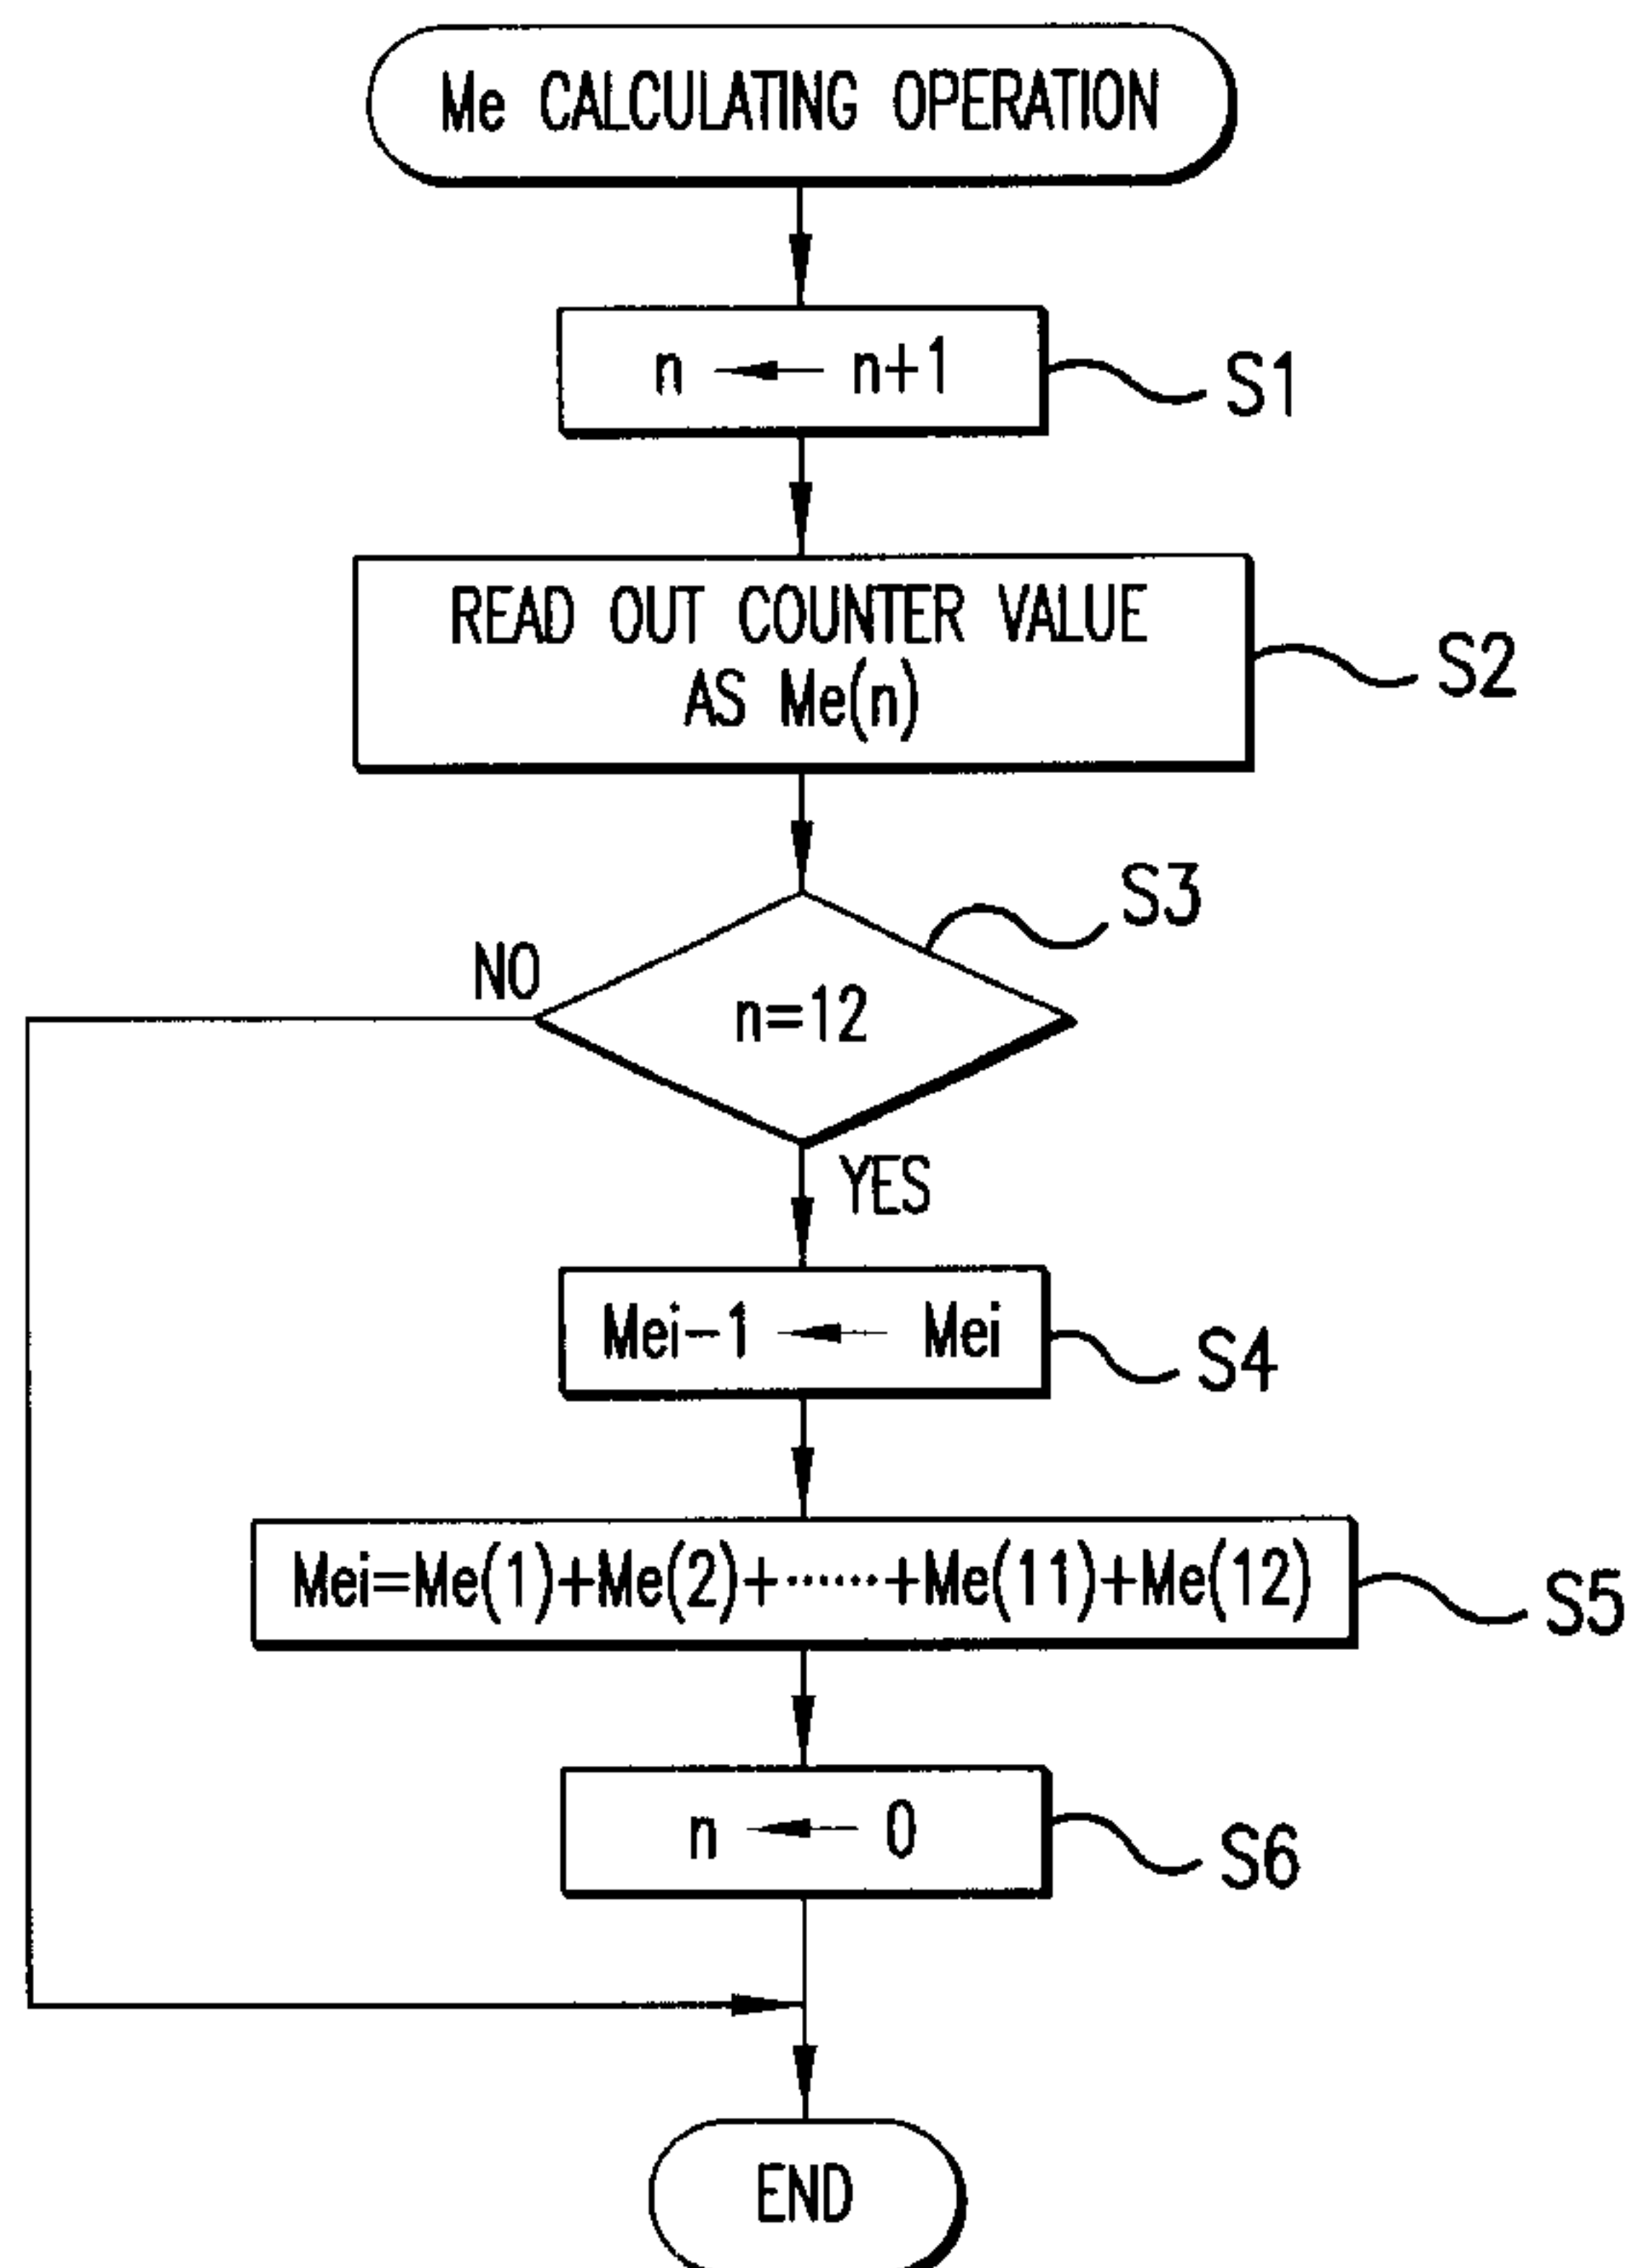 Me CALCULATING OPERATION
n ← n+1
S1
READ OUT COUNTER VALUE
AS Me(n)
S2
S3
NO
n=12
YES
Mei-1 ← Mei
S4
Mei=Me(1)+Me(2)+······+Me(11)+Me(12)
S5
n ← 0
S6
END